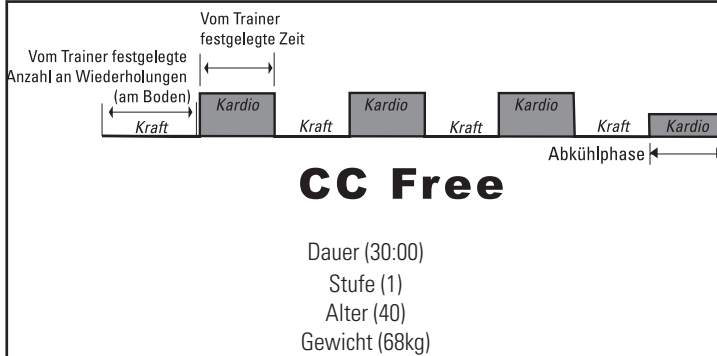 Vom Trainer
festgelegte Zeit
Vom Trainer festgelegte
Anzahl an Wiederholungen
(am Boden)
Kraft
Kardio
Kraft
Kardio
Kraft
Kardio
Kraft
Kardio
Abkühlphase
CC Free
Dauer (30:00)
Stufe (1)
Alter (40)
Gewicht (68kg)